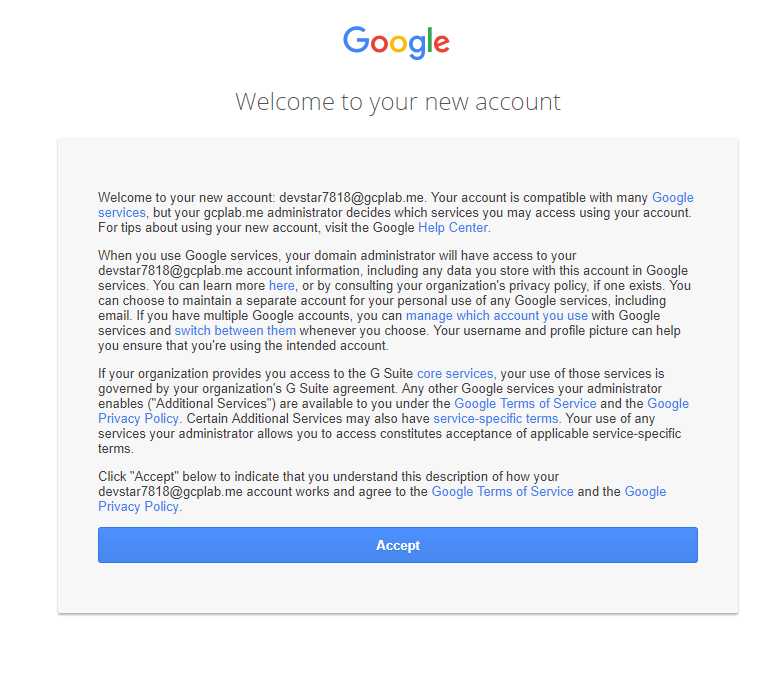 Google
Welcome to your new account
Welcome to your new account: devstar7818@gcplab.me. Your account is compatible with many Google
services, but your gcplab.me administrator decides which services you may access using your account.
For tips about using your new account, visit the Google Help Center.
When you use Google services, your domain administrator will have access to your
devstar7818@gcplab.me account information, including any data you store with this account in Google
services. You can learn more here, or by consulting your organization's privacy policy, if one exists. You
can choose to maintain a separate account for your personal use of any Google services, including
email. If you have multiple Google accounts, you can manage which account you use with Google
services and switch between them whenever you choose. Your username and profile picture can help
you ensure that you're using the intended account.
If your organization provides you access to the G Suite core services, your use of those services is
governed by your organization's G Suite agreement. Any other Google services your administrator
enables ("Additional Services") are available to you under the Google Terms of Service and the Google
Privacy Policy. Certain Additional Services may also have service-specific terms. Your use of any
services your administrator allows you to access constitutes acceptance of applicable service-specific
terms.
Click "Accept" below to indicate that you understand this description of how your
devstar7818@gcplab.me account works and agree to the Google Terms of Service and the Google
Privacy Policy.
Accept